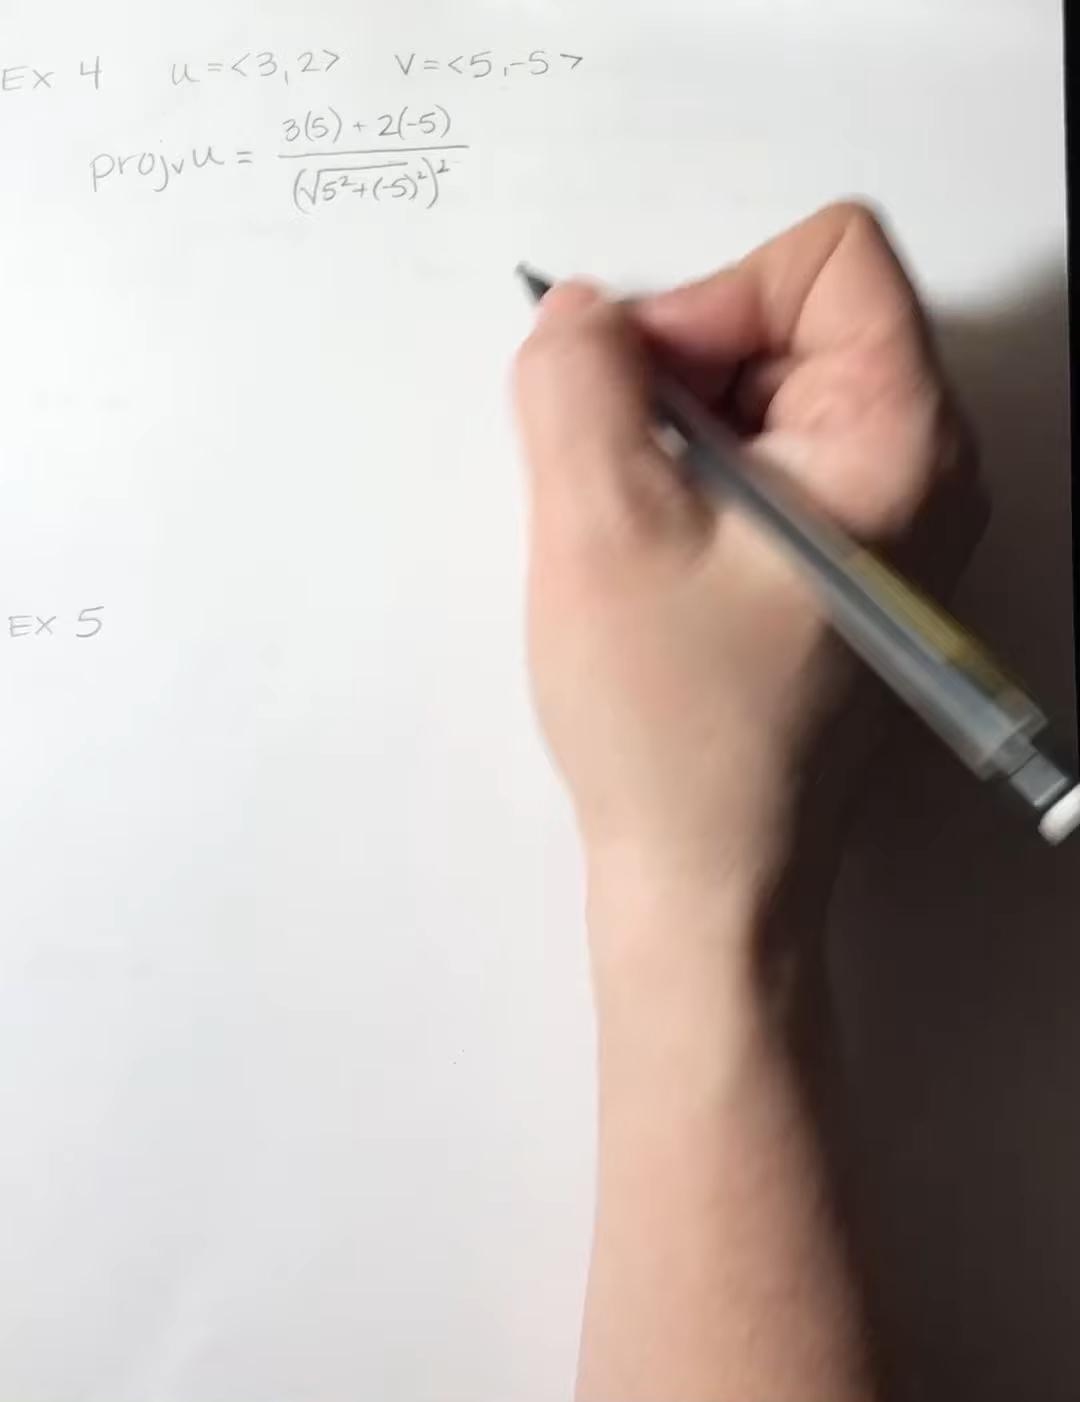 Ex 4 u=<3,2> v=<5,-5>
projᵥu = 3(5) + 2(-5) / (√5²+(-5)²)²
Ex 5